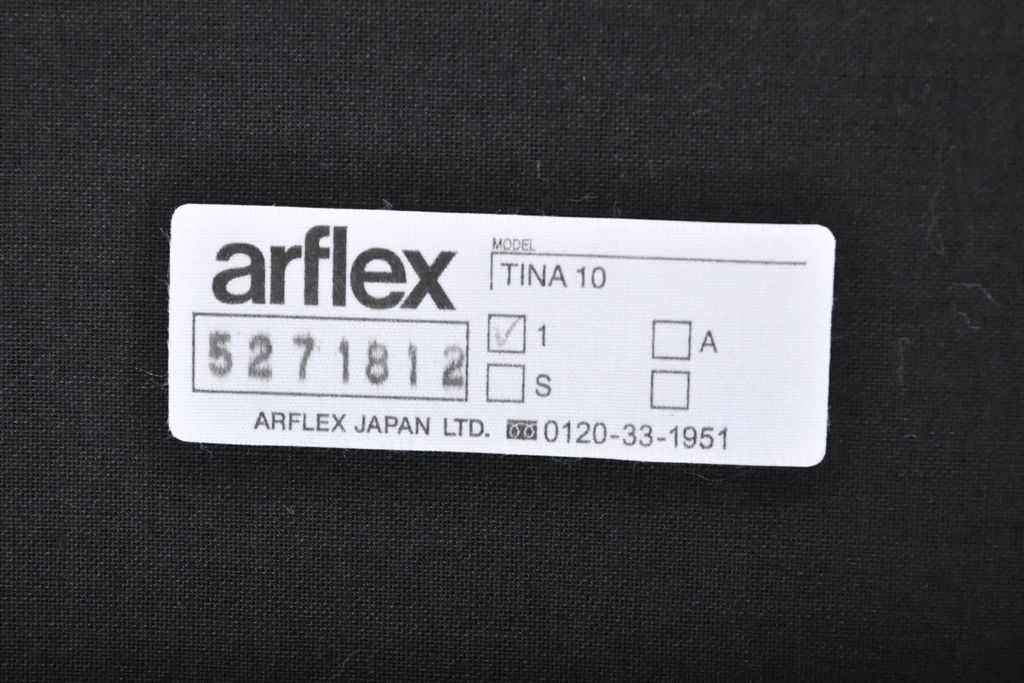 arflex
MODEL
TINA 10
5271812
1
A
S
ARFLEX JAPAN LTD. 0120-33-1951